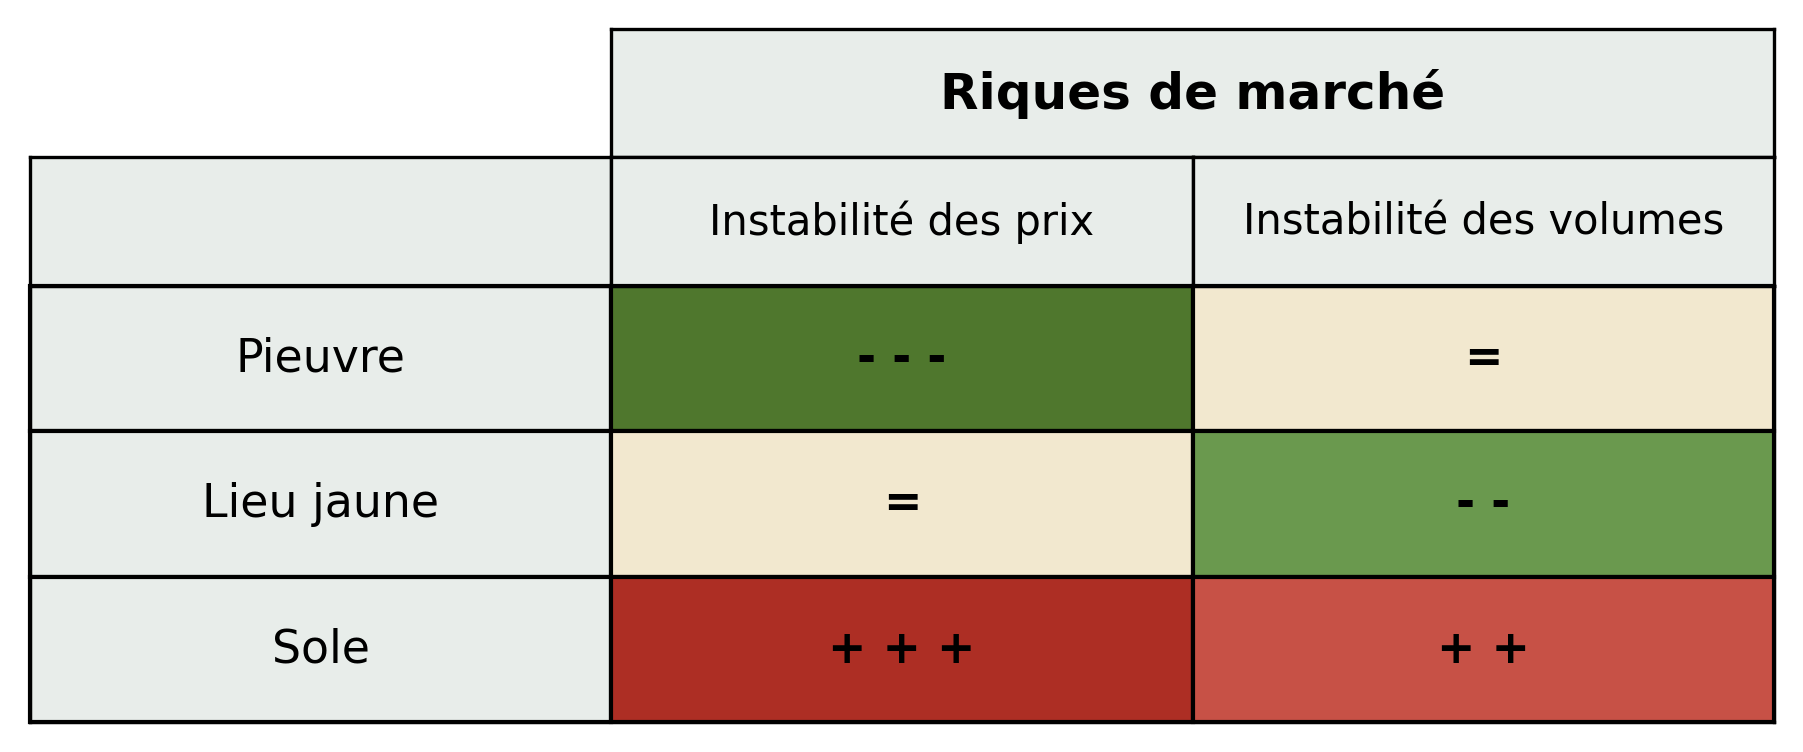 Riques de marché
Instabilité des prix
Instabilité des volumes
Pieuvre
- - -
=
Lieu jaune
=
- -
Sole
+ + +
+ +